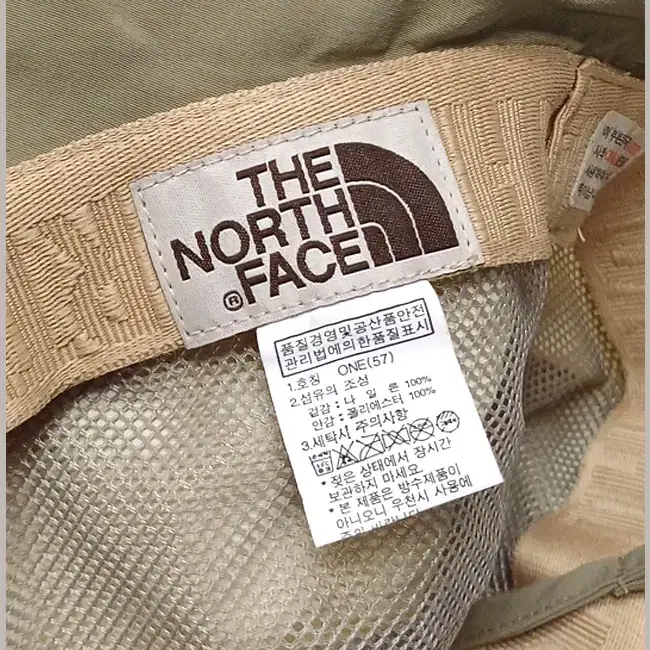 THE
NORTH
FACE
®
품질경영및공산품안전
관리법에의한품질표시
1.호칭 ONE(57)
2.섬유의 조성
겉감 : 나 일 론 100%
안감 : 폴리에스터 100%
3.세탁시 주의사항
* 젖은 상태에서 장시간
보관하지 마세요.
* 본 제품은 방수제품이
아니오니 우천시 사용에